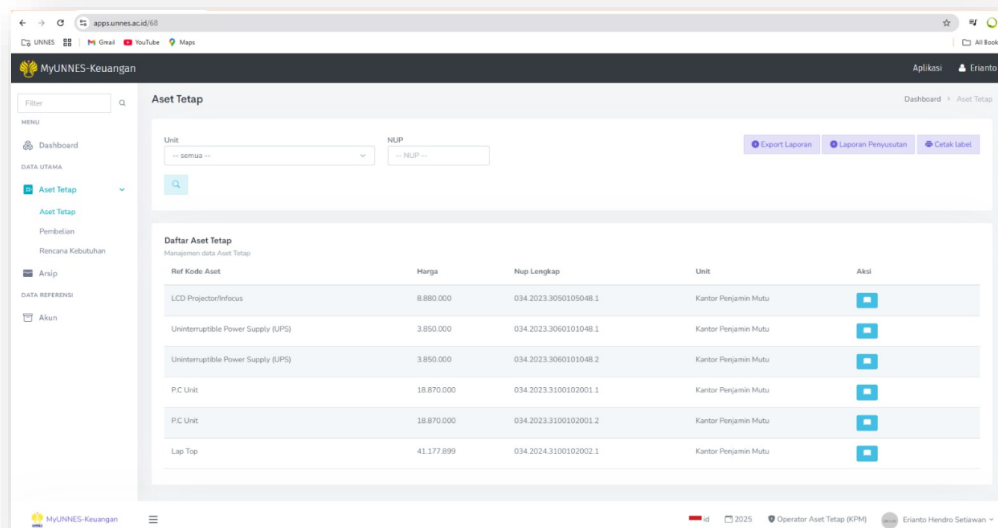 apps.unnes.ac.id/68
UNNES Gmail YouTube Maps All Book
MyUNNES-Keuangan Aplikasi Erianto
Filter
MENU
Dashboard
DATA UTAMA
Aset Tetap
Aset Tetap
Pembelian
Rencana Kebutuhan
Arsip
DATA REFERENSI
Akun
Aset Tetap Dashboard Aset Tetap
Unit NUP
-- semua -- -- NUP --
Export Laporan Laporan Penyusutan Cetak label
Daftar Aset Tetap
Manajemen data Aset Tetap
Ref Kode Aset Harga Nup Lengkap Unit Aksi
LCD Projector/Infocus 8.880.000 034.2023.3050105048.1 Kantor Penjamin Mutu
Uninterruptible Power Supply (UPS) 3.850.000 034.2023.3060101048.1 Kantor Penjamin Mutu
Uninterruptible Power Supply (UPS) 3.850.000 034.2023.3060101048.2 Kantor Penjamin Mutu
P.C Unit 18.870.000 034.2023.3100102001.1 Kantor Penjamin Mutu
P.C Unit 18.870.000 034.2023.3100102001.2 Kantor Penjamin Mutu
Lap Top 41.177.899 034.2024.3100102002.1 Kantor Penjamin Mutu
MyUNNES-Keuangan id 2025 Operator Aset Tetap (KPM) Erianto Hendro Setiawan